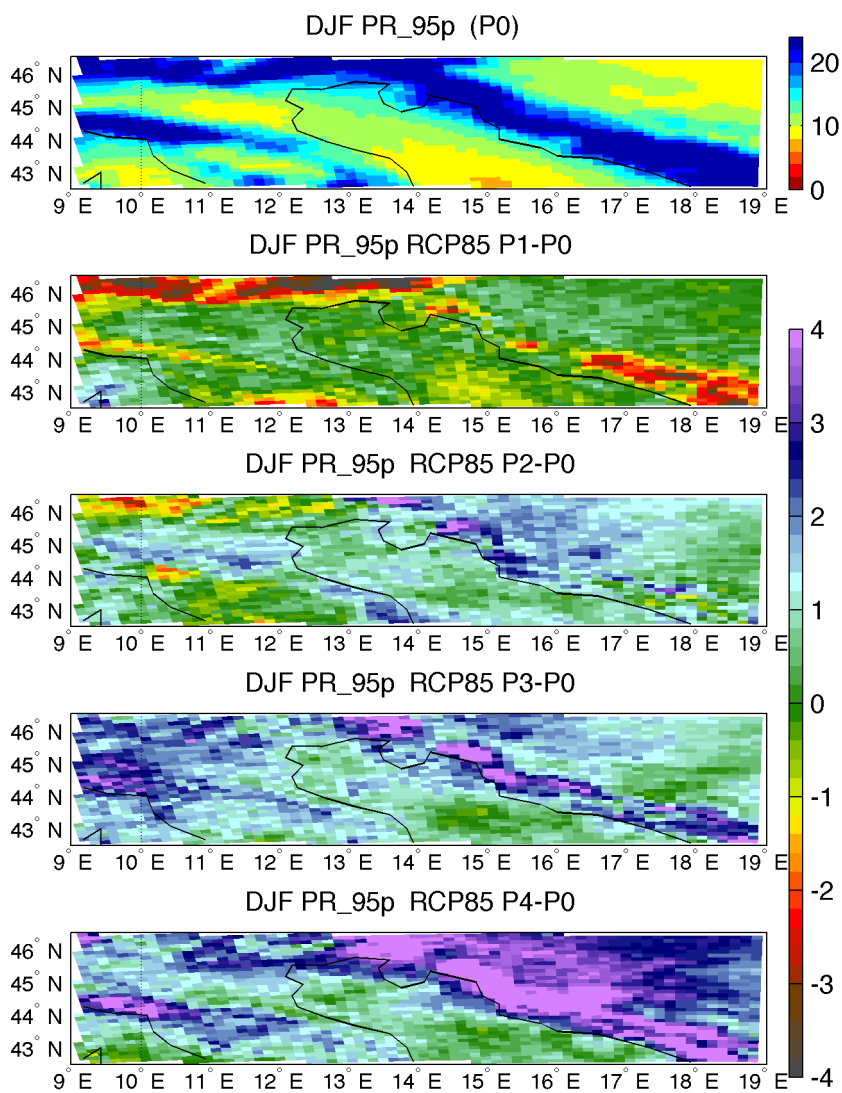 DJF PR_95p (P0)
46° N
45° N
44° N
43° N
9° E 10° E 11° E 12° E 13° E 14° E 15° E 16° E 17° E 18° E 19° E
20
10
0
DJF PR_95p RCP85 P1-P0
46° N
45° N
44° N
43° N
9° E 10° E 11° E 12° E 13° E 14° E 15° E 16° E 17° E 18° E 19° E
DJF PR_95p RCP85 P2-P0
46° N
45° N
44° N
43° N
9° E 10° E 11° E 12° E 13° E 14° E 15° E 16° E 17° E 18° E 19° E
DJF PR_95p RCP85 P3-P0
46° N
45° N
44° N
43° N
9° E 10° E 11° E 12° E 13° E 14° E 15° E 16° E 17° E 18° E 19° E
DJF PR_95p RCP85 P4-P0
46° N
45° N
44° N
43° N
9° E 10° E 11° E 12° E 13° E 14° E 15° E 16° E 17° E 18° E 19° E
4
3
2
1
0
-1
-2
-3
-4